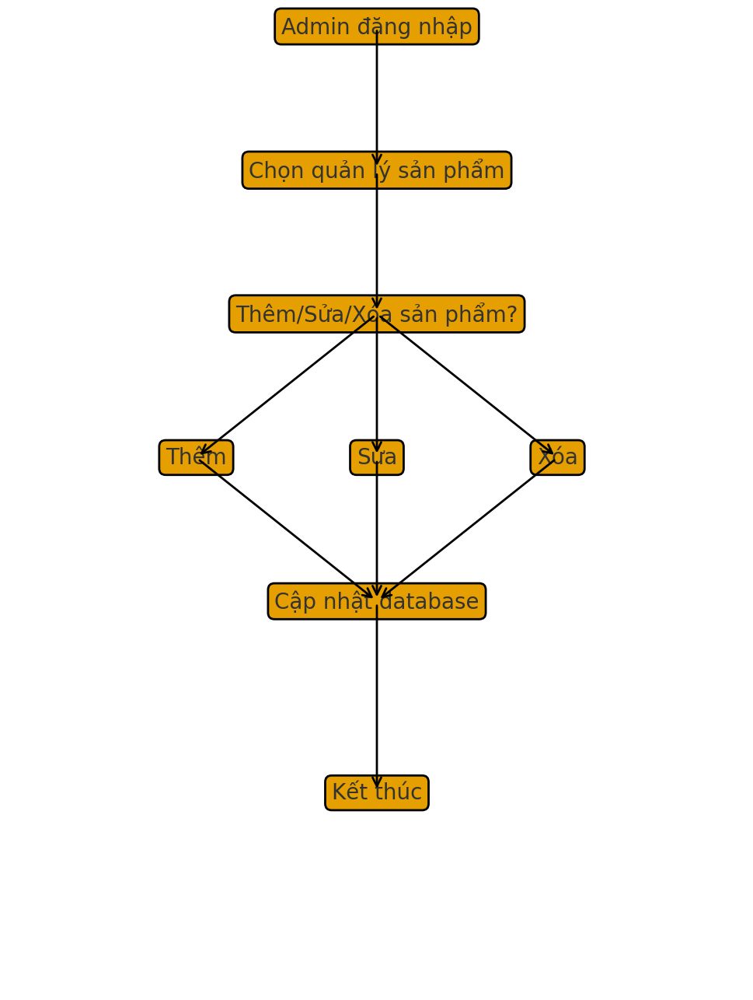 Admin đăng nhập
Chọn quản lý sản phẩm
Thêm/Sửa/Xóa sản phẩm?
Thêm
Sửa
Xóa
Cập nhật database
Kết thúc